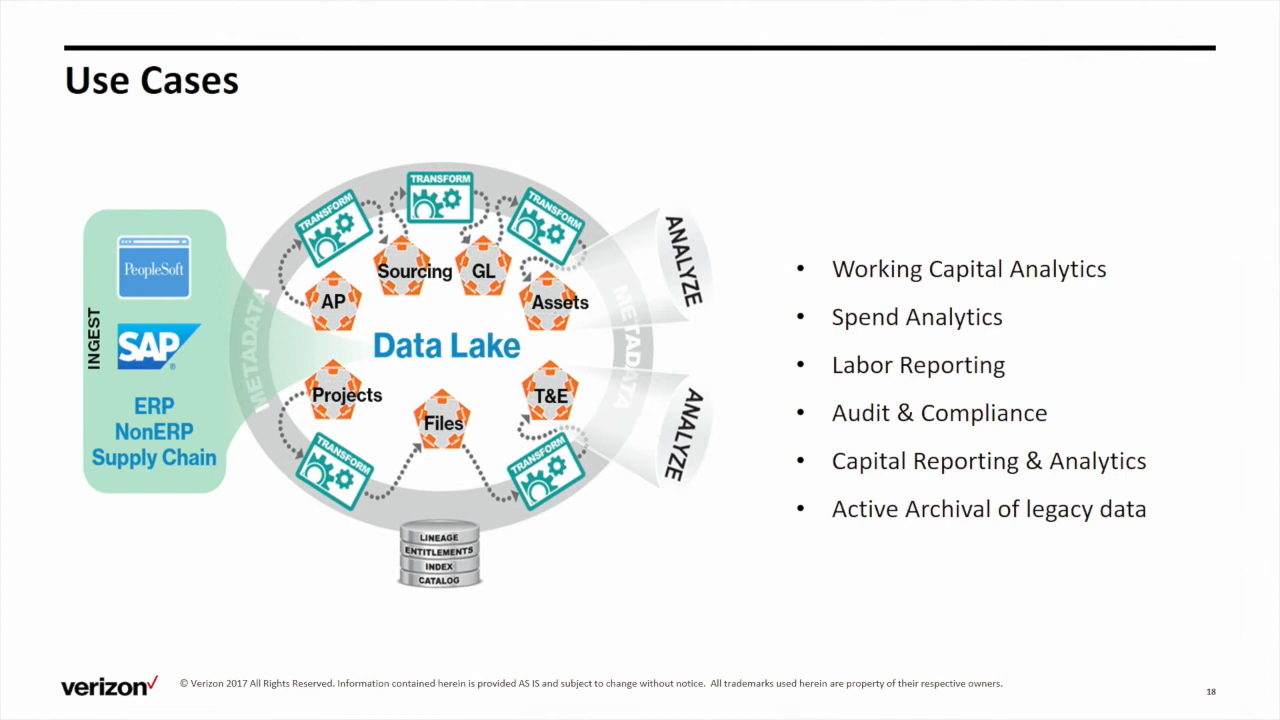 Use Cases
INGEST
PeopleSoft
SAP
ERP
NonERP
Supply Chain
METADATA
TRANSFORM
TRANSFORM
TRANSFORM
AP
Sourcing
GL
Assets
Data Lake
Projects
Files
T&E
TRANSFORM
TRANSFORM
METADATA
ANALYZE
ANALYZE
LINEAGE
ENTITLEMENTS
INDEX
CATALOG
• Working Capital Analytics
• Spend Analytics
• Labor Reporting
• Audit & Compliance
• Capital Reporting & Analytics
• Active Archival of legacy data
verizon✓
© Verizon 2017 All Rights Reserved. Information contained herein is provided AS IS and subject to change without notice. All trademarks used herein are property of their respective owners.
18